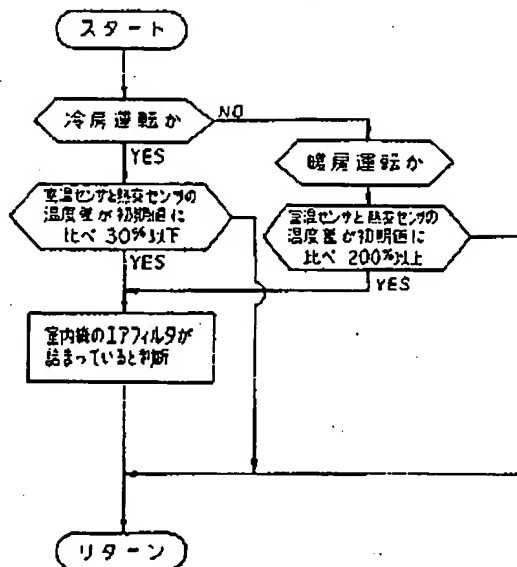 スタート
冷房運転か
NO
YES
暖房運転か
室温センサと熱交センサの
温度差が初期値に
比べ 30%以下
YES
室温センサと熱交センサの
温度差が初期値に
比べ 200%以上
YES
室内機のエアフィルタが
詰まっていると判断
リターン